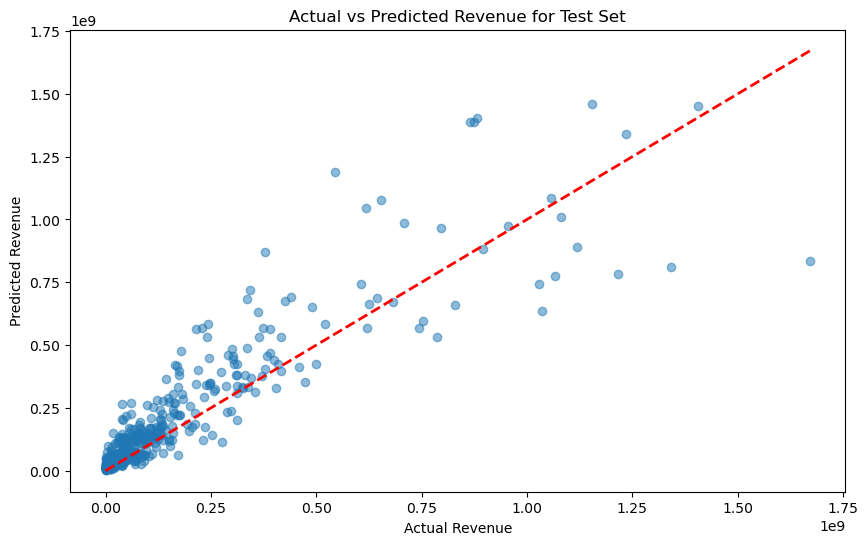 Actual vs Predicted Revenue for Test Set
1e9
1.75
1.50
1.25
1.00
0.75
0.50
0.25
0.00
Predicted Revenue
0.00 0.25 0.50 0.75 1.00 1.25 1.50 1.75
1e9
Actual Revenue